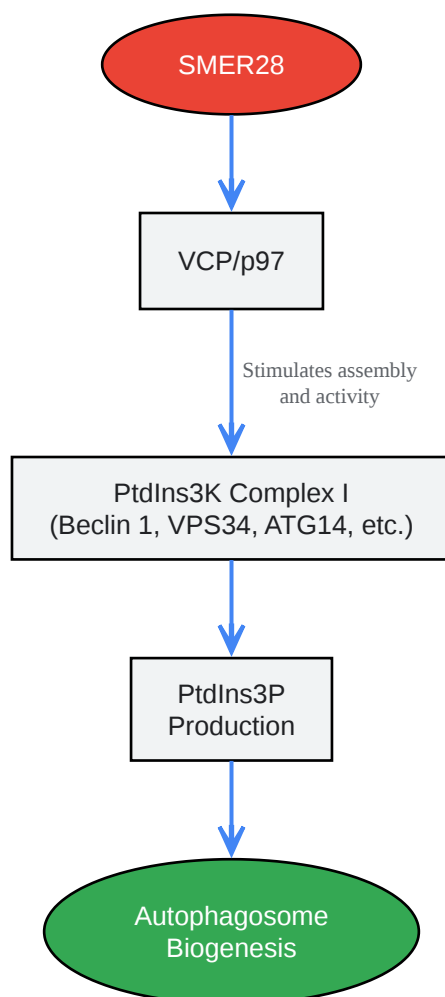 SMER28
VCP/p97
Stimulates assembly
and activity
PtdIns3K Complex I
(Beclin 1, VPS34, ATG14, etc.)
PtdIns3P
Production
Autophagosome
Biogenesis